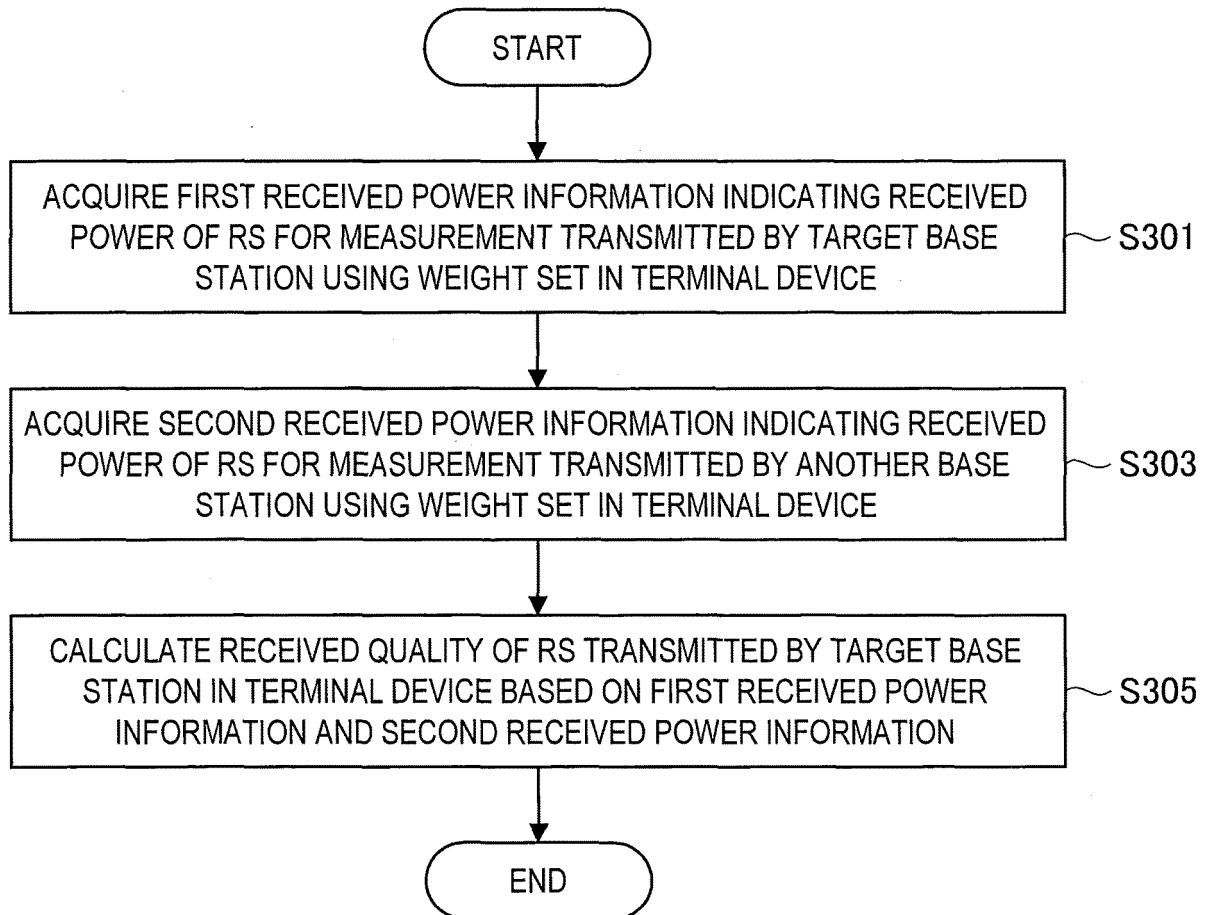 START
ACQUIRE FIRST RECEIVED POWER INFORMATION INDICATING RECEIVED
POWER OF RS FOR MEASUREMENT TRANSMITTED BY TARGET BASE
STATION USING WEIGHT SET IN TERMINAL DEVICE
S301
ACQUIRE SECOND RECEIVED POWER INFORMATION INDICATING RECEIVED
POWER OF RS FOR MEASUREMENT TRANSMITTED BY ANOTHER BASE
STATION USING WEIGHT SET IN TERMINAL DEVICE
S303
CALCULATE RECEIVED QUALITY OF RS TRANSMITTED BY TARGET BASE
STATION IN TERMINAL DEVICE BASED ON FIRST RECEIVED POWER
INFORMATION AND SECOND RECEIVED POWER INFORMATION
S305
END